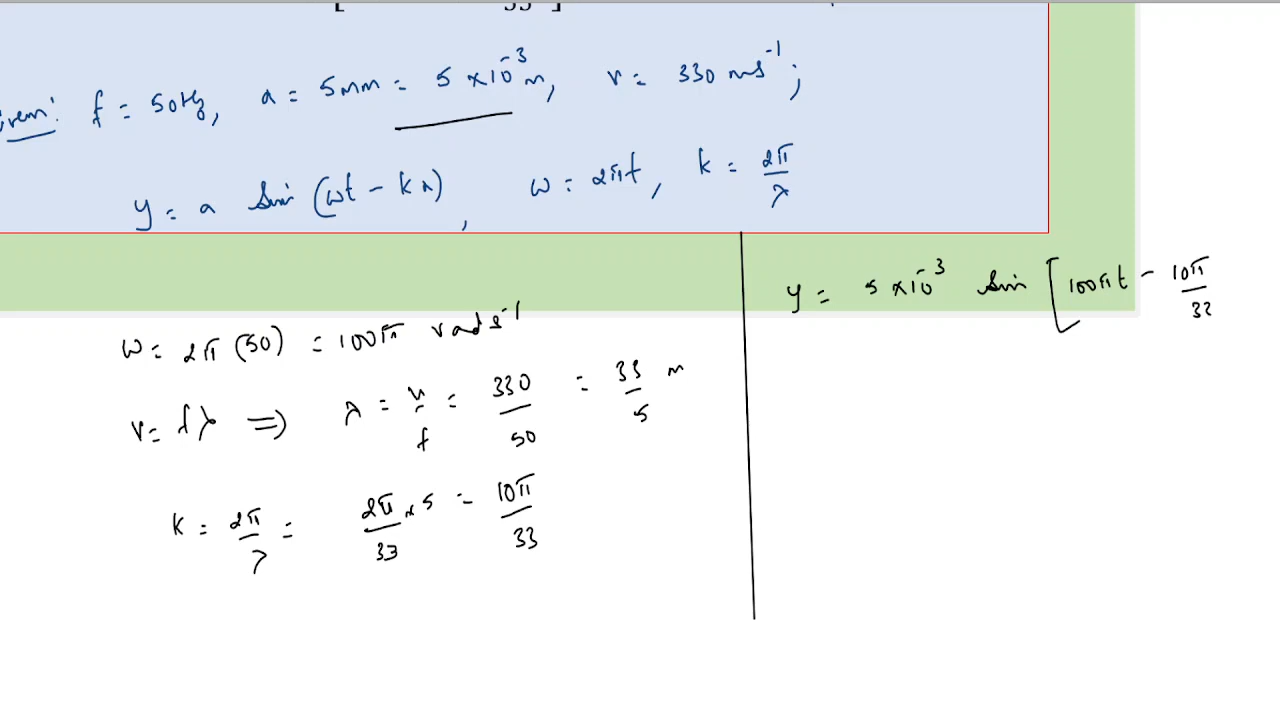 f = 50Hz, a = 5mm = 5 × 10⁻³ m, v = 330 ms⁻¹;
y = a Sin (ωt - kx), ω = 2πf, k = 2π/λ
y = 5 × 10⁻³ sin [100πt - 10π/33
ω = 2π (50) = 100π rad s⁻¹
v = fλ ⇒ λ = v/f = 330/50 = 33/5 m
k = 2π/λ = 2π/33 × 5 = 10π/33